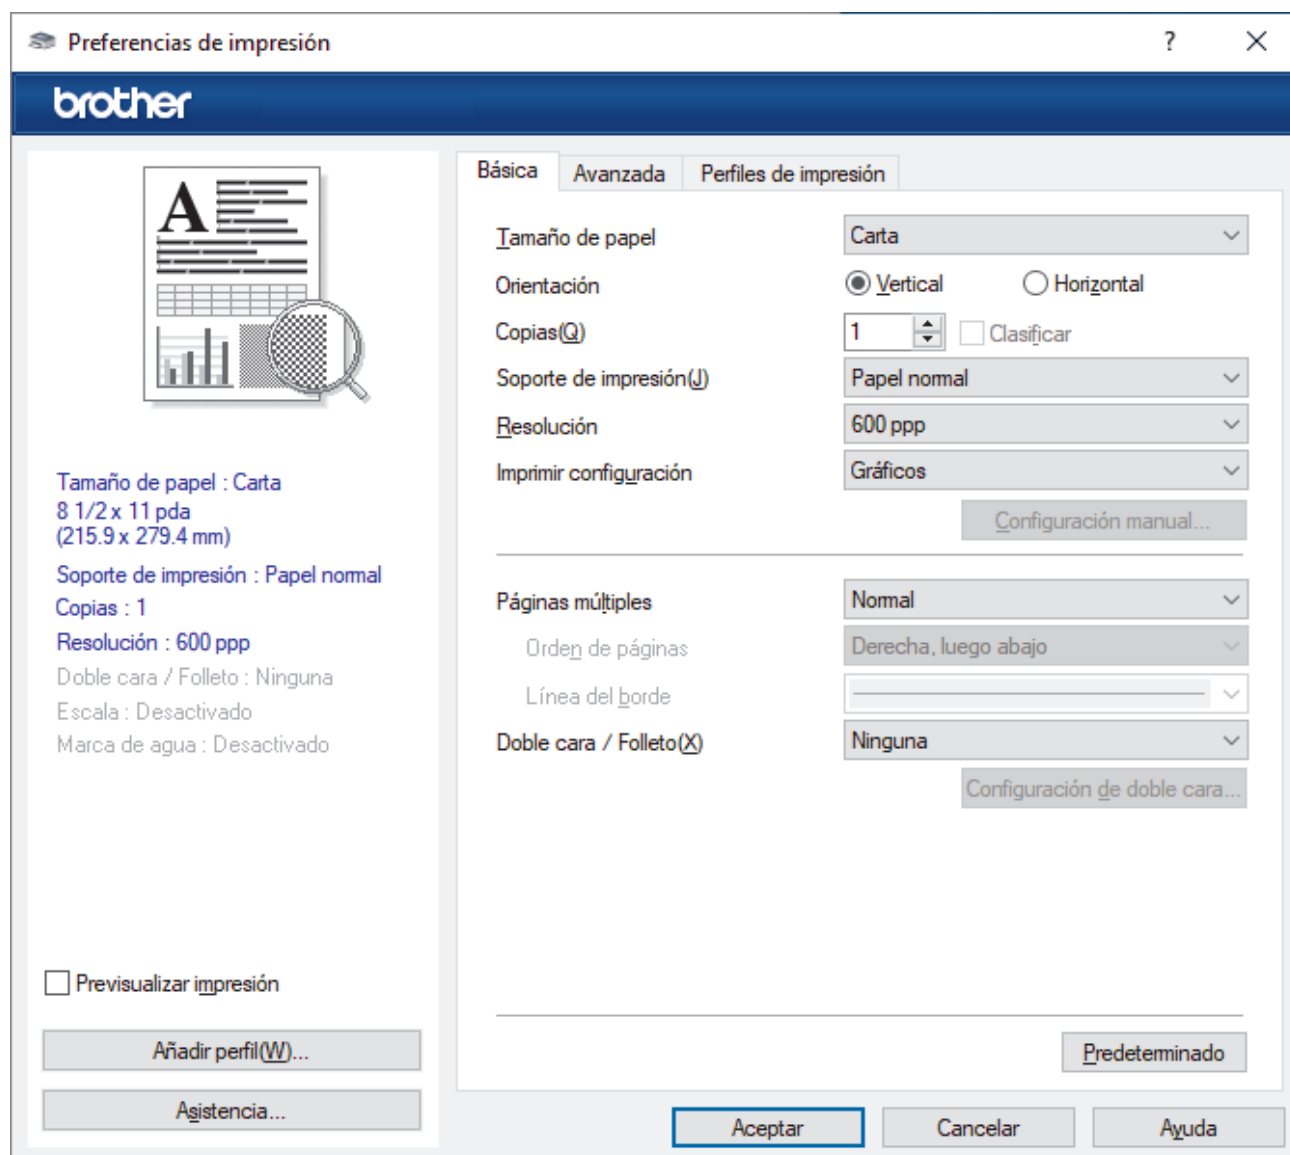 Preferencias de impresión
?
brother
A
Tamaño de papel : Carta
8 1/2 x 11 pda
(215.9 x 279.4 mm)
Soporte de impresión : Papel normal
Copias : 1
Resolución : 600 ppp
Doble cara / Folleto : Ninguna
Escala : Desactivado
Marca de agua : Desactivado
Previsualizar impresión
Añadir perfil(W)...
Asistencia...
Básica
Avanzada
Perfiles de impresión
Tamaño de papel
Carta
Orientación
Vertical
Horizontal
Copias(Q)
1
Clasificar
Soporte de impresión(J)
Papel normal
Resolución
600 ppp
Imprimir configuración
Gráficos
Configuración manual...
Páginas múltiples
Normal
Orden de páginas
Derecha, luego abajo
Línea del borde
Doble cara / Folleto(X)
Ninguna
Configuración de doble cara...
Predeterminado
Aceptar
Cancelar
Ayuda